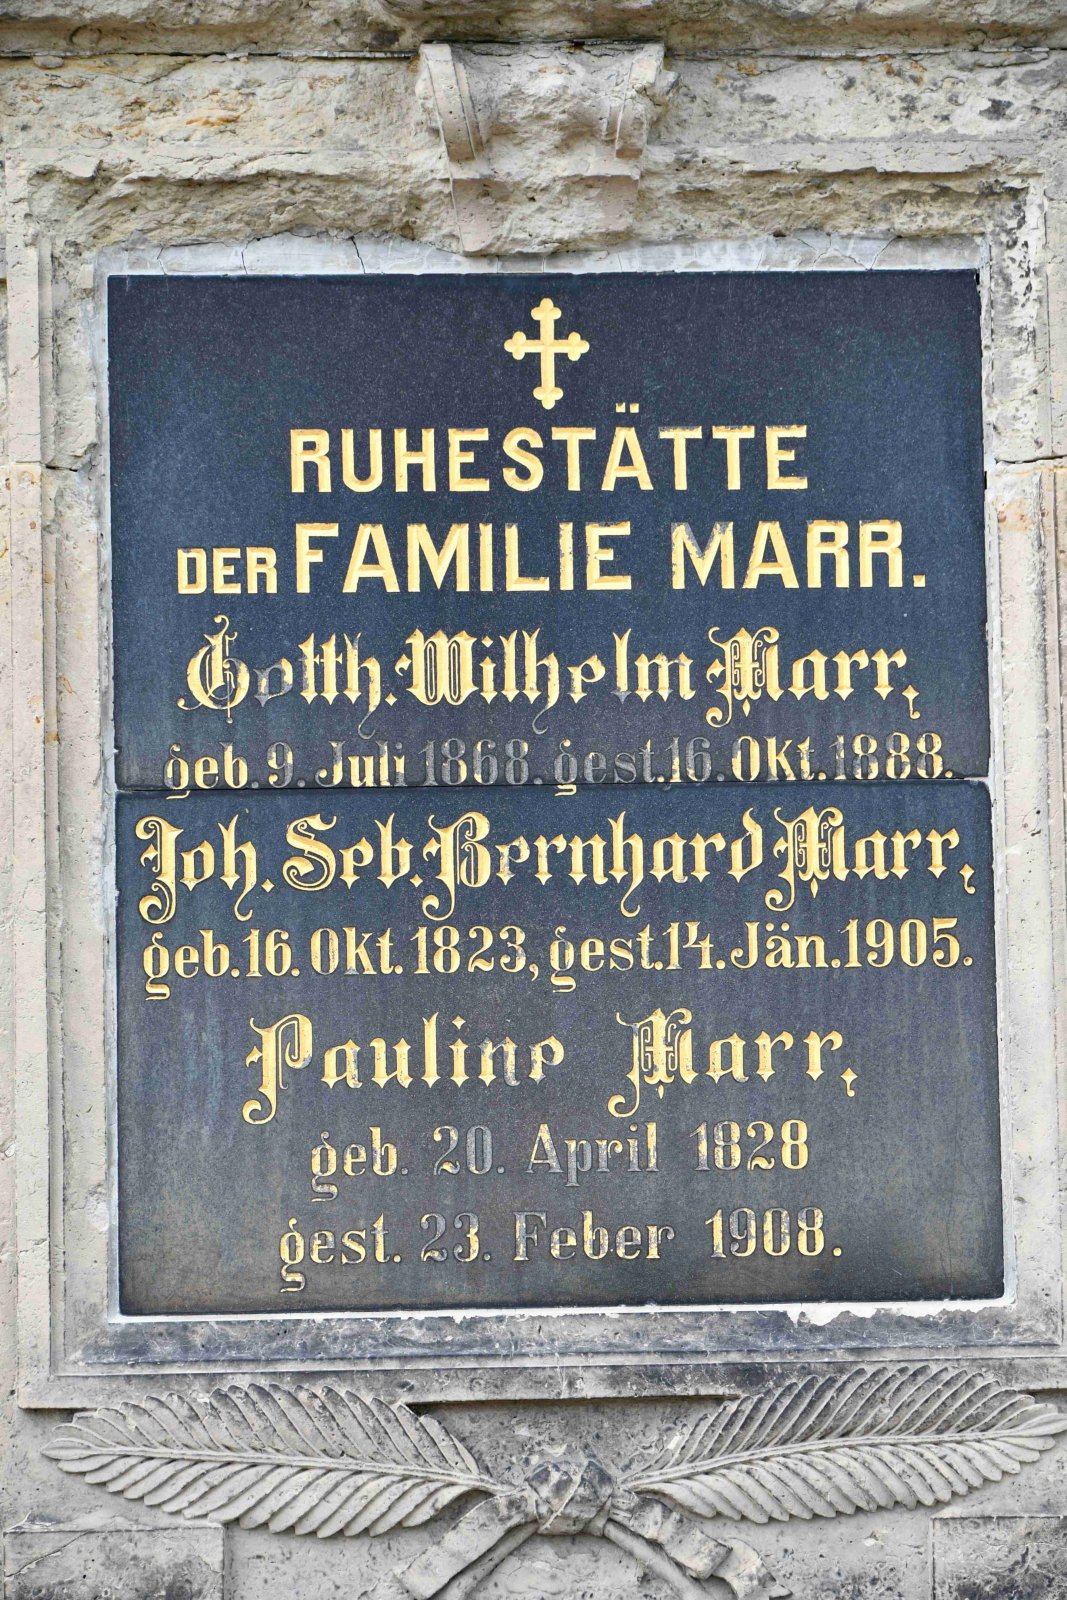 RUHESTÄTTE
DER FAMILIE MARR.
Gotth. Wilhelm Marr,
geb. 9. Juli 1868. gest. 16. Okt. 1888.
Joh. Seb. Bernhard Marr,
geb. 16. Okt. 1823, gest. 14. Jän. 1905.
Pauline Marr,
geb. 20. April 1828
gest. 23. Feber 1908.